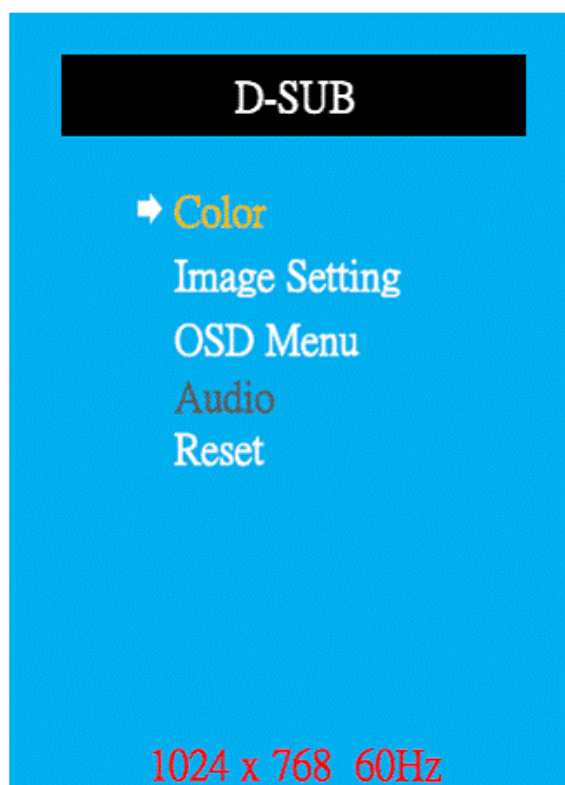 D-SUB
Color
Image Setting
OSD Menu
Audio
Reset
1024 x 768 60Hz